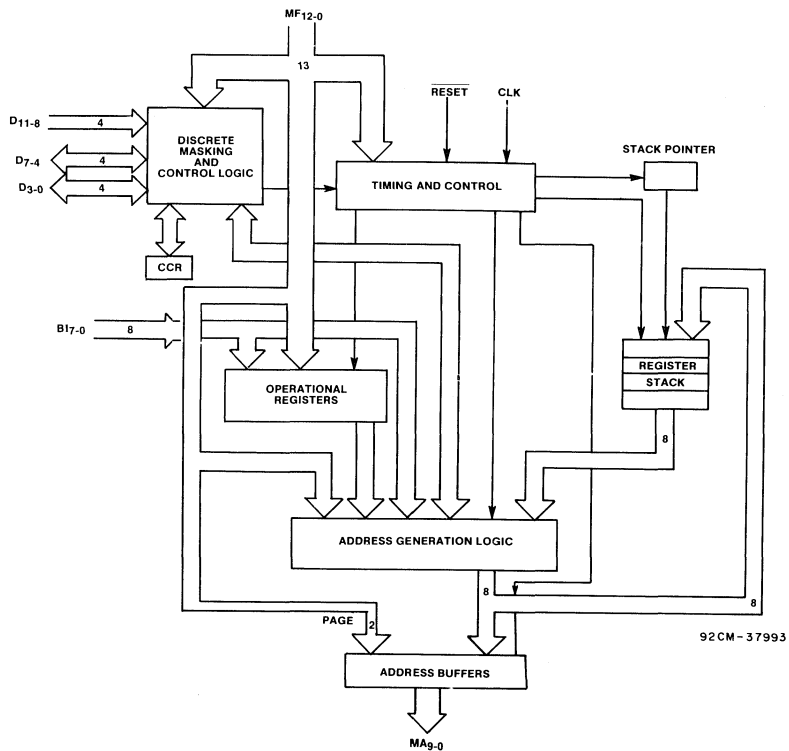 MF12-0
13
RESET
CLK
D11-8
4
D7-4
4
D3-0
4
DISCRETE
MASKING
AND
CONTROL LOGIC
TIMING AND CONTROL
STACK POINTER
CCR
BI7-0
8
OPERATIONAL
REGISTERS
REGISTER
STACK
8
ADDRESS GENERATION LOGIC
8
8
PAGE
2
92CM-37993
ADDRESS BUFFERS
MA9-0